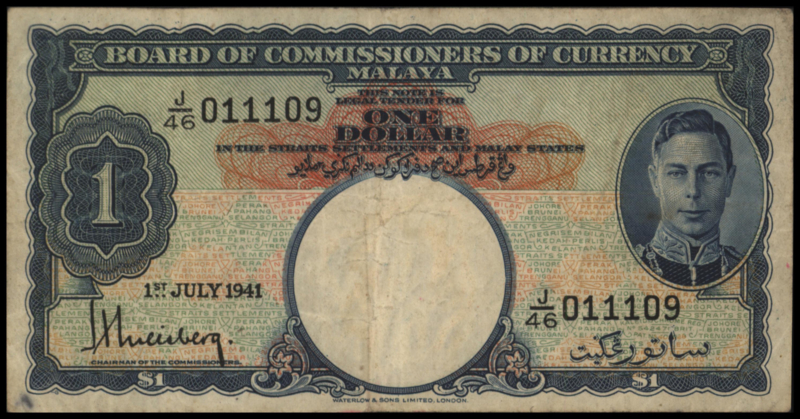 BOARD OF COMMISSIONERS OF CURRENCY
MALAYA
J/46 011109
THIS NOTE IS
LEGAL TENDER FOR
ONE
DOLLAR
IN THE STRAITS SETTLEMENTS AND MALAY STATES
1
1ST JULY 1941
J/46 011109
CHAIRMAN OF THE COMMISSIONERS.
ساتو رڠݢيت
$1
$1
WATERLOW & SONS LIMITED, LONDON.